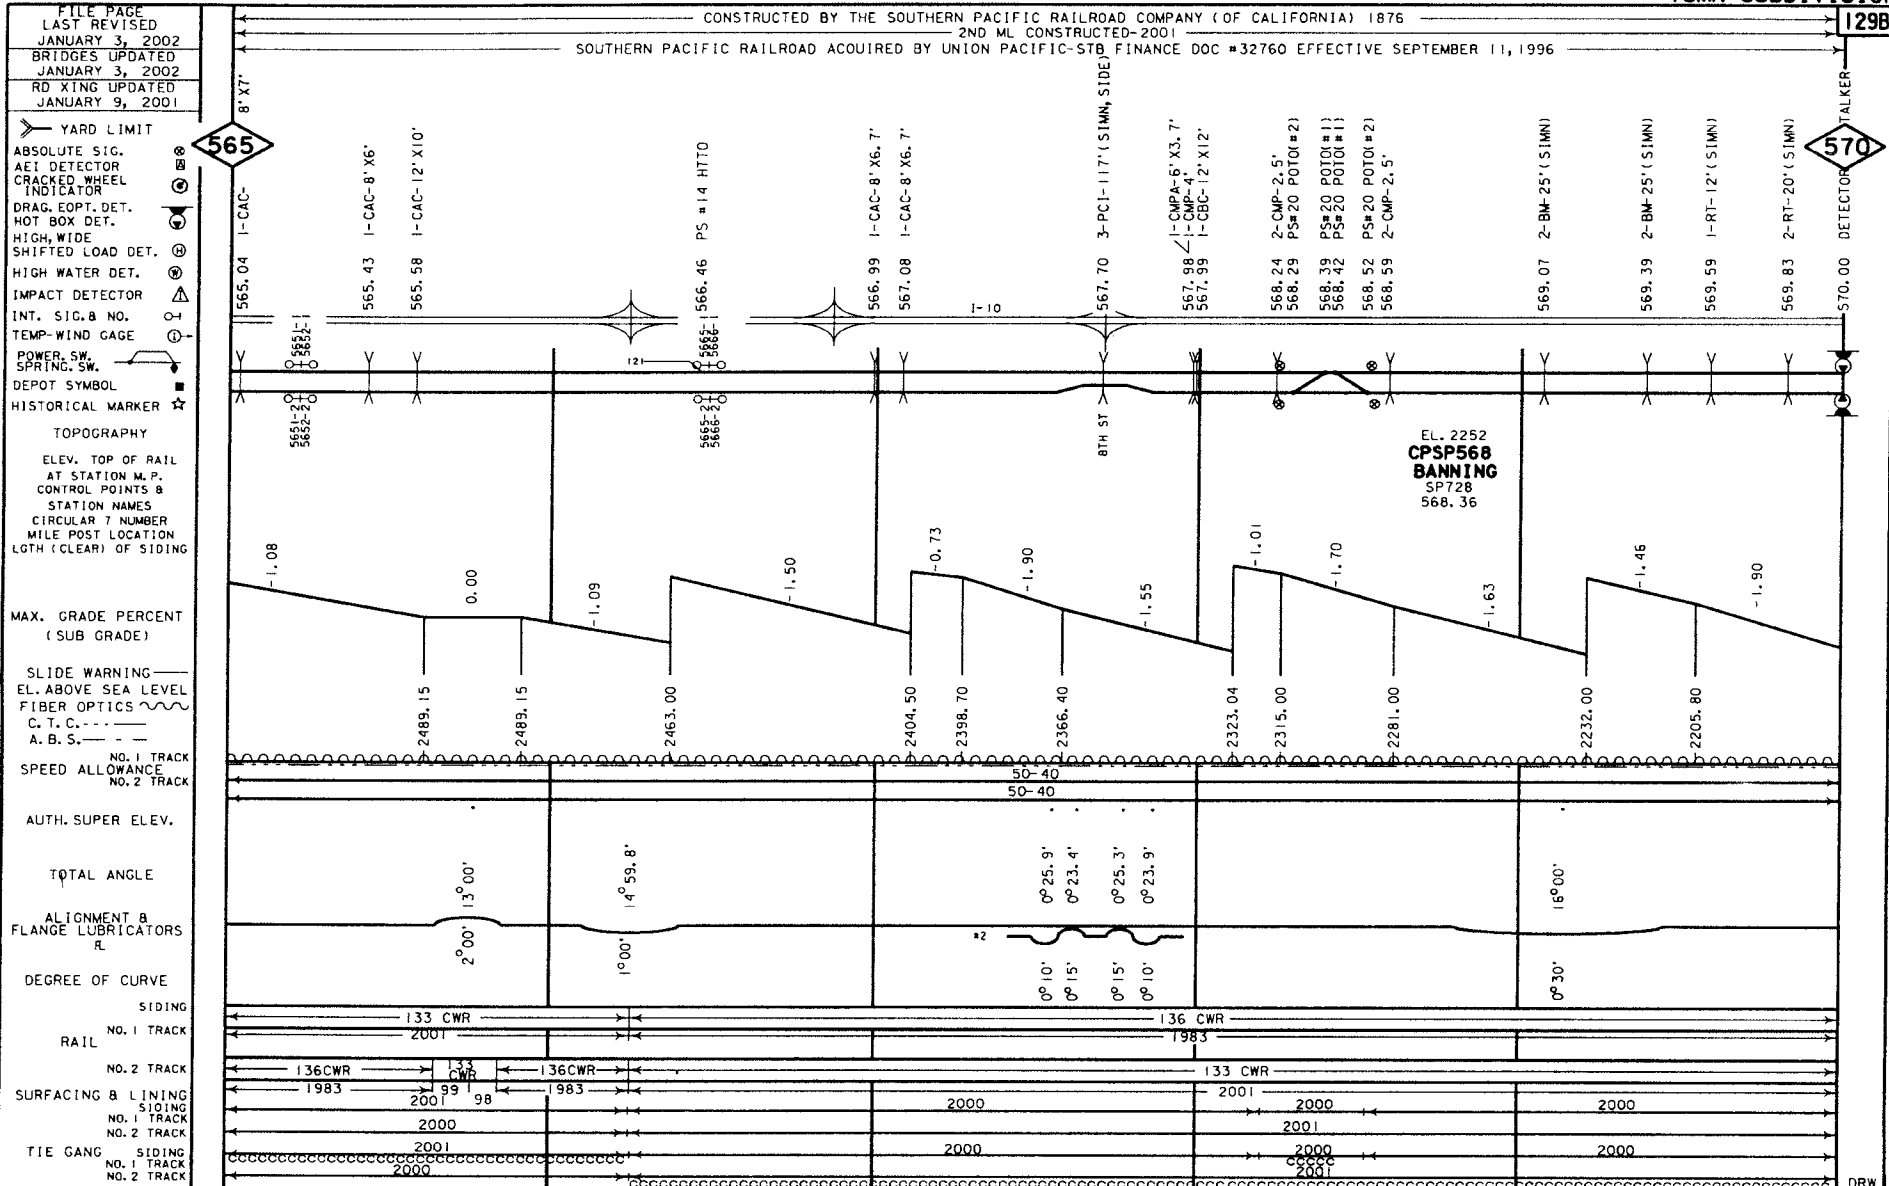 FILE PAGE
LAST REVISED
JANUARY 3, 2002
BRIDGES UPDATED
JANUARY 3, 2002
RD XING UPDATED
JANUARY 9, 2001
CONSTRUCTED BY THE SOUTHERN PACIFIC RAILROAD COMPANY (OF CALIFORNIA) 1876
2ND ML CONSTRUCTED-2001
SOUTHERN PACIFIC RAILROAD ACQUIRED BY UNION PACIFIC-STB FINANCE DOC #32760 EFFECTIVE SEPTEMBER 11, 1996
129B
565
570
YARD LIMIT
ABSOLUTE SIG.
AEI DETECTOR
CRACKED WHEEL
INDICATOR
DRAG. EQPT. DET.
HOT BOX DET.
HIGH, WIDE
SHIFTED LOAD DET.
HIGH WATER DET.
IMPACT DETECTOR
INT. SIG.& NO.
TEMP-WIND GAGE
POWER. SW.
SPRING. SW.
DEPOT SYMBOL
HISTORICAL MARKER
TOPOGRAPHY
ELEV. TOP OF RAIL
AT STATION M.P.
CONTROL POINTS &
STATION NAMES
CIRCULAR 7 NUMBER
MILE POST LOCATION
LGTH (CLEAR) OF SIDING
565.04 1-CAC- 8'X7'
565.43 1-CAC-8'X6'
565.58 1-CAC-12'X10'
566.46 PS #14 HTTO
566.99 1-CAC-8'X6.7'
567.08 1-CAC-8'X6.7'
567.70 3-PCI-117'(SIMN,SIDE)
1-CMPA-6'X3.7'
567.98 1-CMP-4'
567.99 1-CBC-12'X12'
568.24 2-CMP-2.5'
568.29 PS#20 POTO(#2)
568.39 PS#20 POTO(#1)
568.42 PS#20 POTO(#1)
568.52 PS#20 POTO(#2)
568.59 2-CMP-2.5'
569.07 2-BM-25'(SIMN)
569.39 2-BM-25'(SIMN)
569.59 1-RT-12'(SIMN)
569.83 2-RT-20'(SIMN)
570.00 DETECTOR TALKER
I-10
5651-1
5652-1
5665-1
5666-1
121
5651-2
5652-2
5665-2
5666-2
8TH ST
EL. 2252
CPSP568
BANNING
SP728
568.36
MAX. GRADE PERCENT
(SUB GRADE)
-1.08
0.00
-1.09
-1.50
-0.73
-1.90
-1.55
-1.01
-1.70
-1.63
-1.46
-1.90
SLIDE WARNING
EL. ABOVE SEA LEVEL
FIBER OPTICS
C.T.C.
A.B.S.
2489.15
2489.15
2463.00
2404.50
2398.70
2366.40
2323.04
2315.00
2281.00
2232.00
2205.80
NO. 1 TRACK
SPEED ALLOWANCE
NO. 2 TRACK
50-40
50-40
AUTH. SUPER ELEV.
TOTAL ANGLE
13°00'
14°59.8'
0°25.9'
0°23.4'
0°25.3'
0°23.9'
16°00'
ALIGNMENT &
FLANGE LUBRICATORS
#2
DEGREE OF CURVE
2°00'
1°00'
0°10'
0°15'
0°15'
0°10'
0°30'
SIDING
RAIL
NO. 1 TRACK
133 CWR
136 CWR
2001
1983
NO. 2 TRACK
136CWR
133
CWR
136CWR
133 CWR
1983
99
98
1983
2001
SURFACING & LINING
SIDING
NO. 1 TRACK
2001
2000
2000
2000
NO. 2 TRACK
2000
2001
TIE GANG
SIDING
NO. 1 TRACK
2001
2000
2000
2000
NO. 2 TRACK
2000
2001
DRW